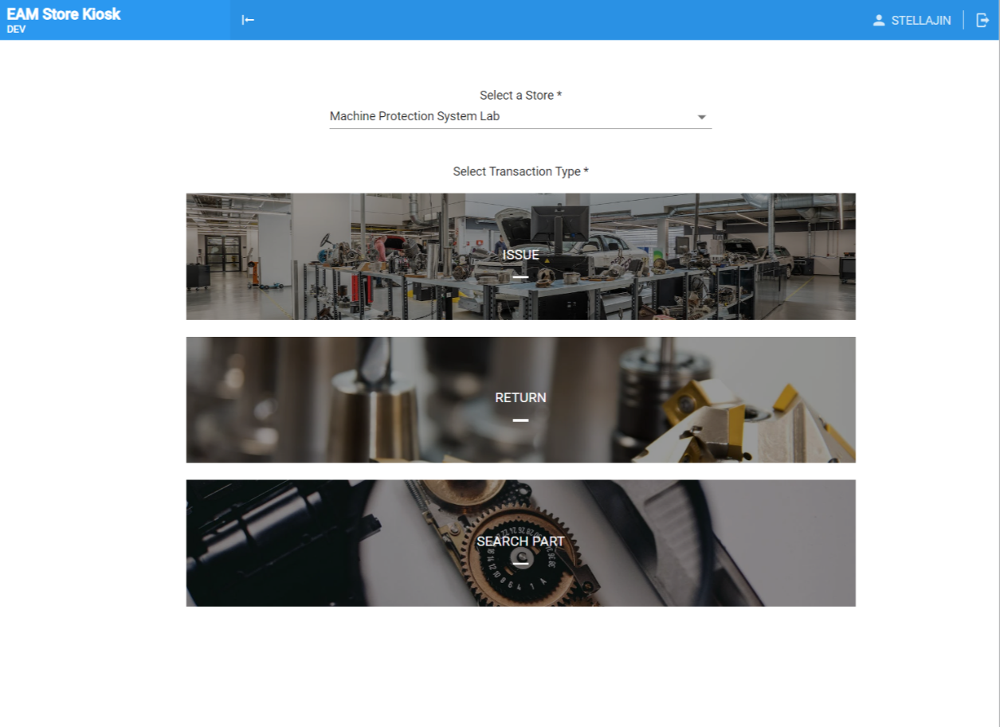 EAM Store Kiosk
DEV
STELLAJIN
Select a Store *
Machine Protection System Lab
Select Transaction Type *
ISSUE
RETURN
SEARCH PART